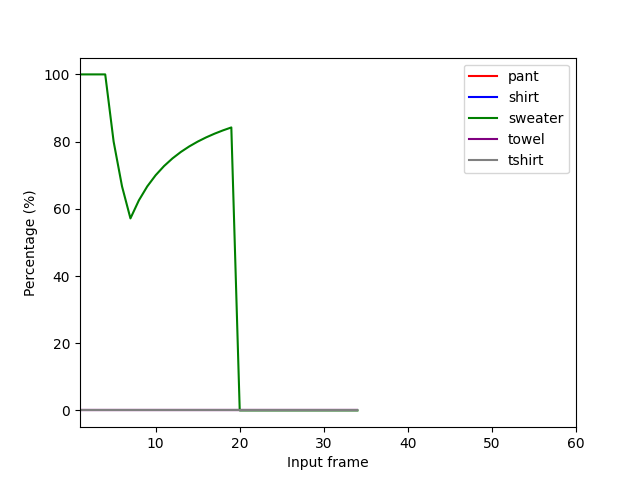 100
80
60
40
20
0
Percentage (%)
10 20 30 40 50 60
Input frame
pant
shirt
sweater
towel
tshirt